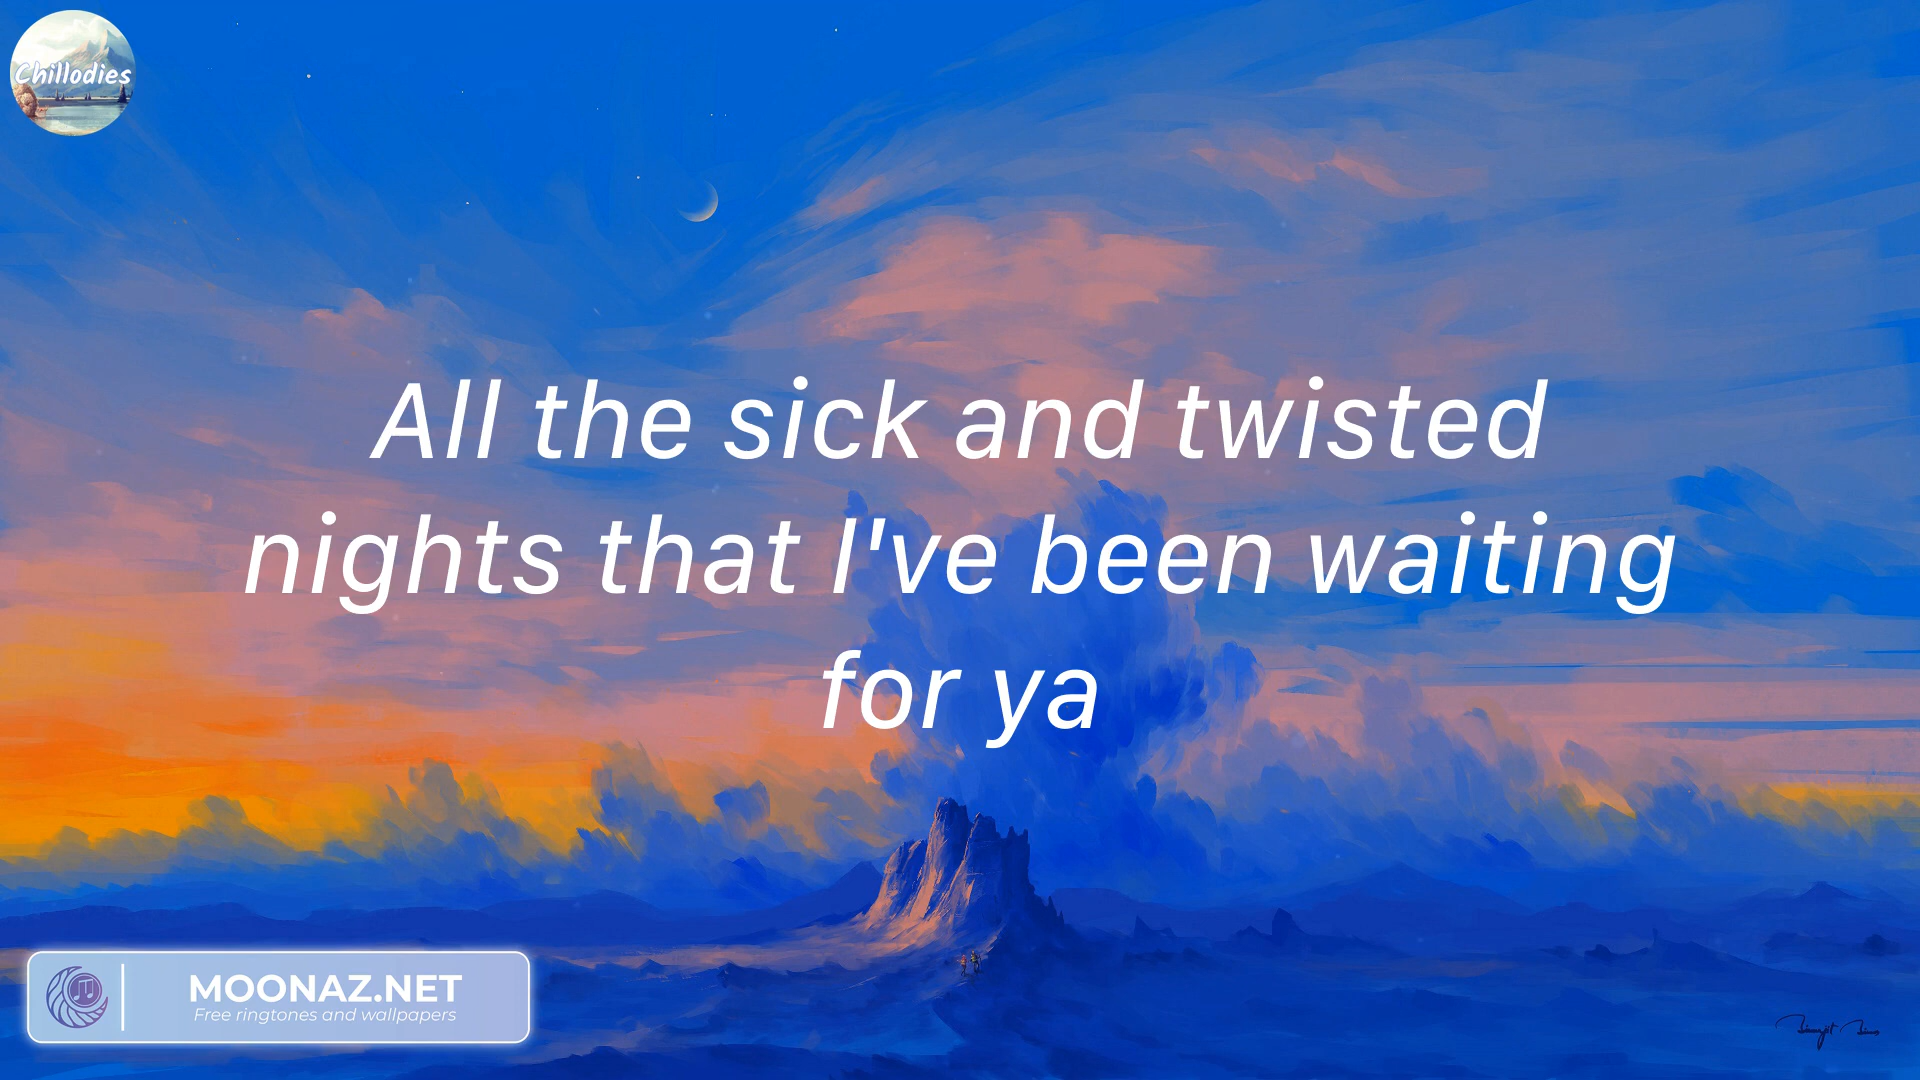 Chillodies
All the sick and twisted
nights that I've been waiting
for ya
MOONAZ.NET
Free ringtones and wallpapers